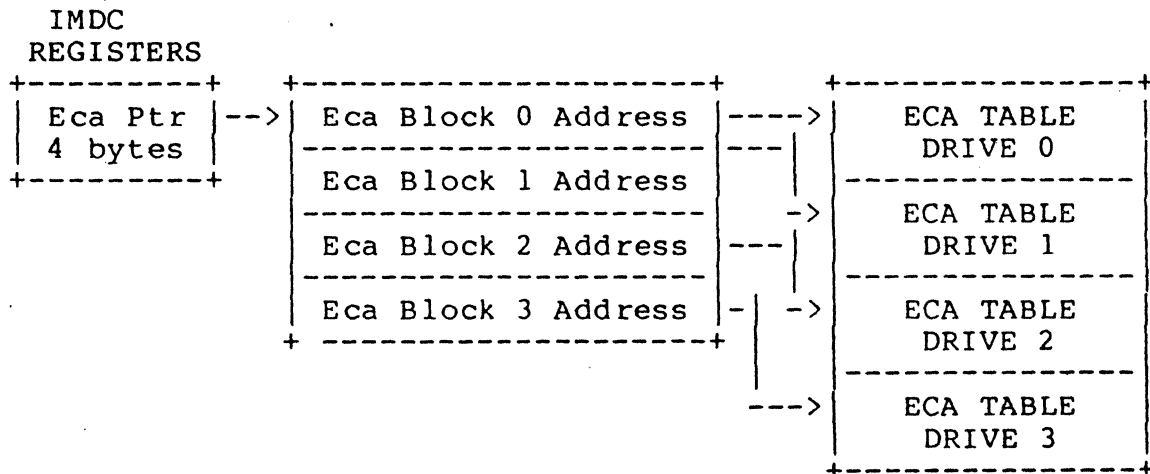 IMDC
REGISTERS
Eca Ptr
4 bytes
Eca Block 0 Address
Eca Block 1 Address
Eca Block 2 Address
Eca Block 3 Address
ECA TABLE
DRIVE 0
ECA TABLE
DRIVE 1
ECA TABLE
DRIVE 2
ECA TABLE
DRIVE 3